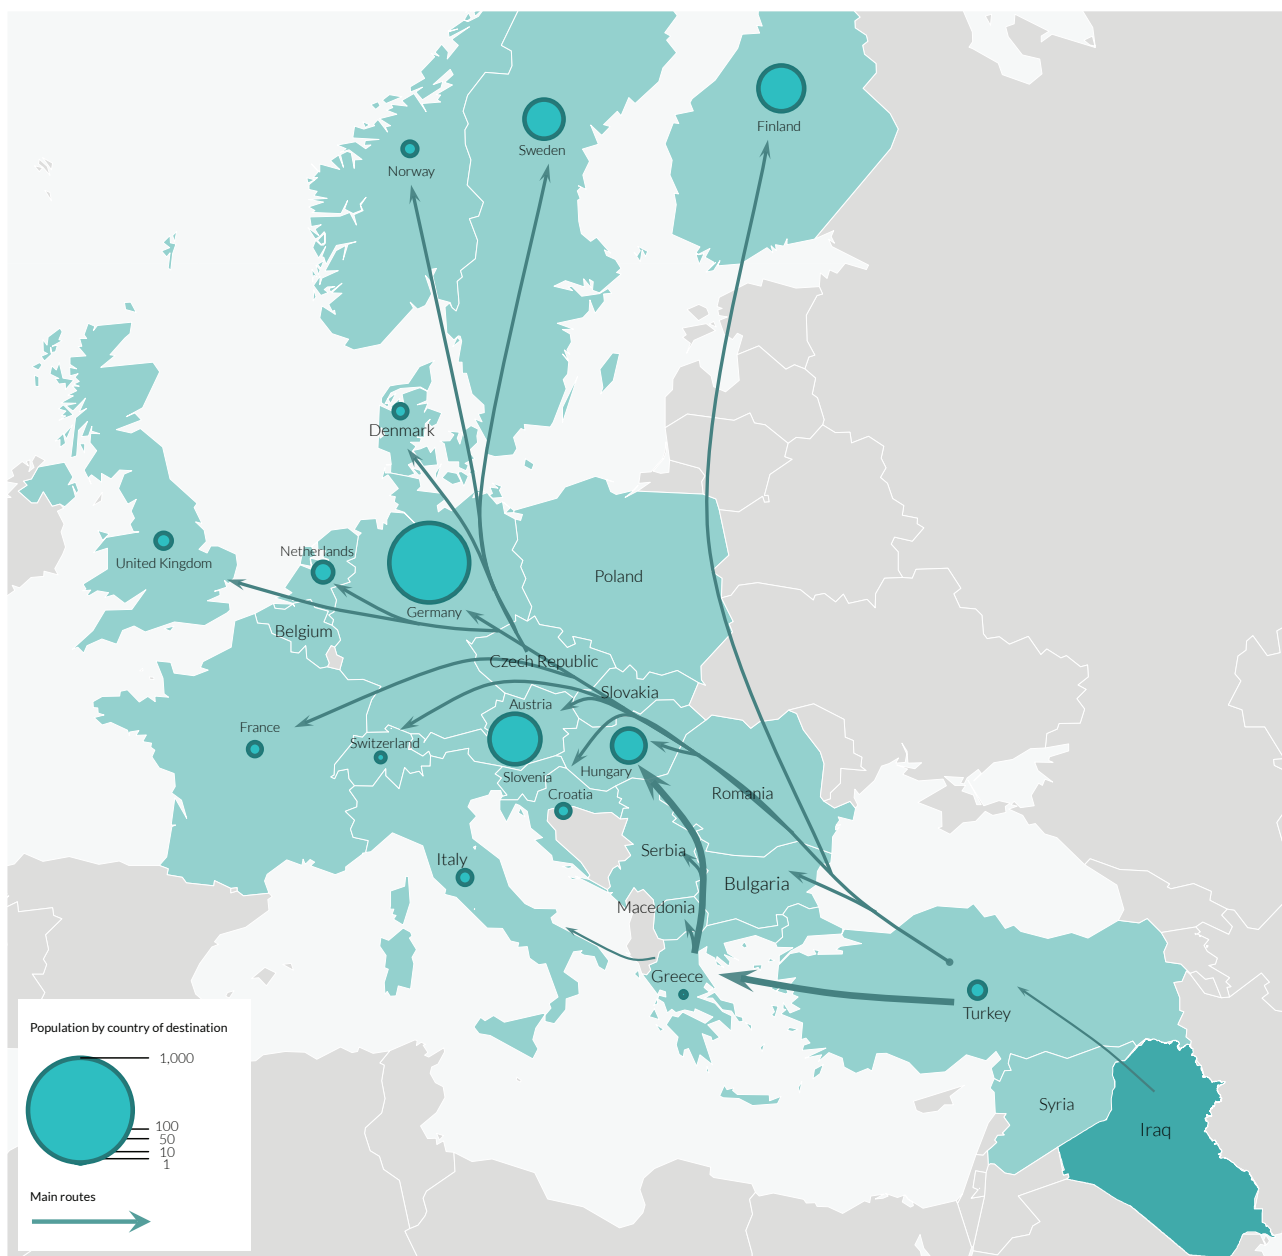 Finland
Sweden
Norway
Denmark
United Kingdom
Netherlands
Poland
Germany
Belgium
Czech Republic
Slovakia
Austria
France
Switzerland
Hungary
Slovenia
Romania
Croatia
Serbia
Italy
Bulgaria
Macedonia
Greece
Turkey
Syria
Iraq
Population by country of destination
1,000
100
50
10
1
Main routes